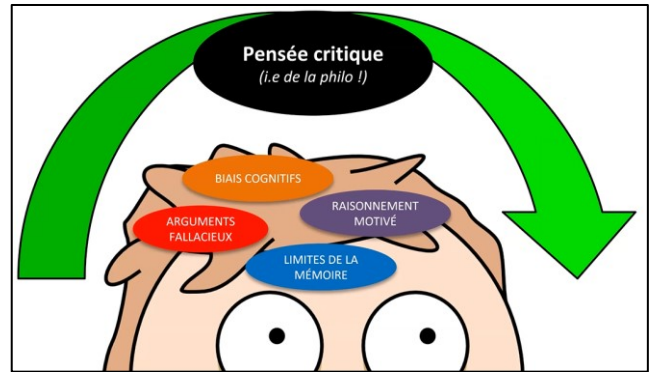 Pensée critique
(i.e de la philo !)
BIAIS COGNITIFS
RAISONNEMENT
MOTIVÉ
ARGUMENTS
FALLACIEUX
LIMITES DE LA
MÉMOIRE